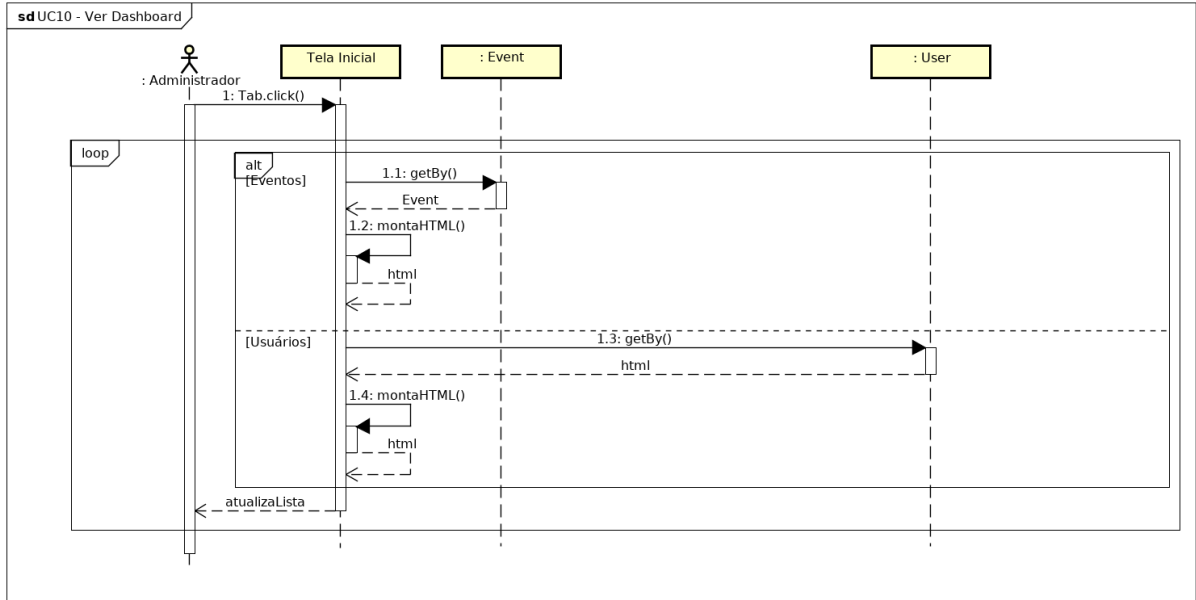 sd UC10 - Ver Dashboard
: Administrador
Tela Inicial
: Event
: User
1: Tab.click()
loop
alt
[Eventos]
1.1: getBy()
Event
1.2: montaHTML()
html
[Usuários]
1.3: getBy()
html
1.4: montaHTML()
html
atualizaLista